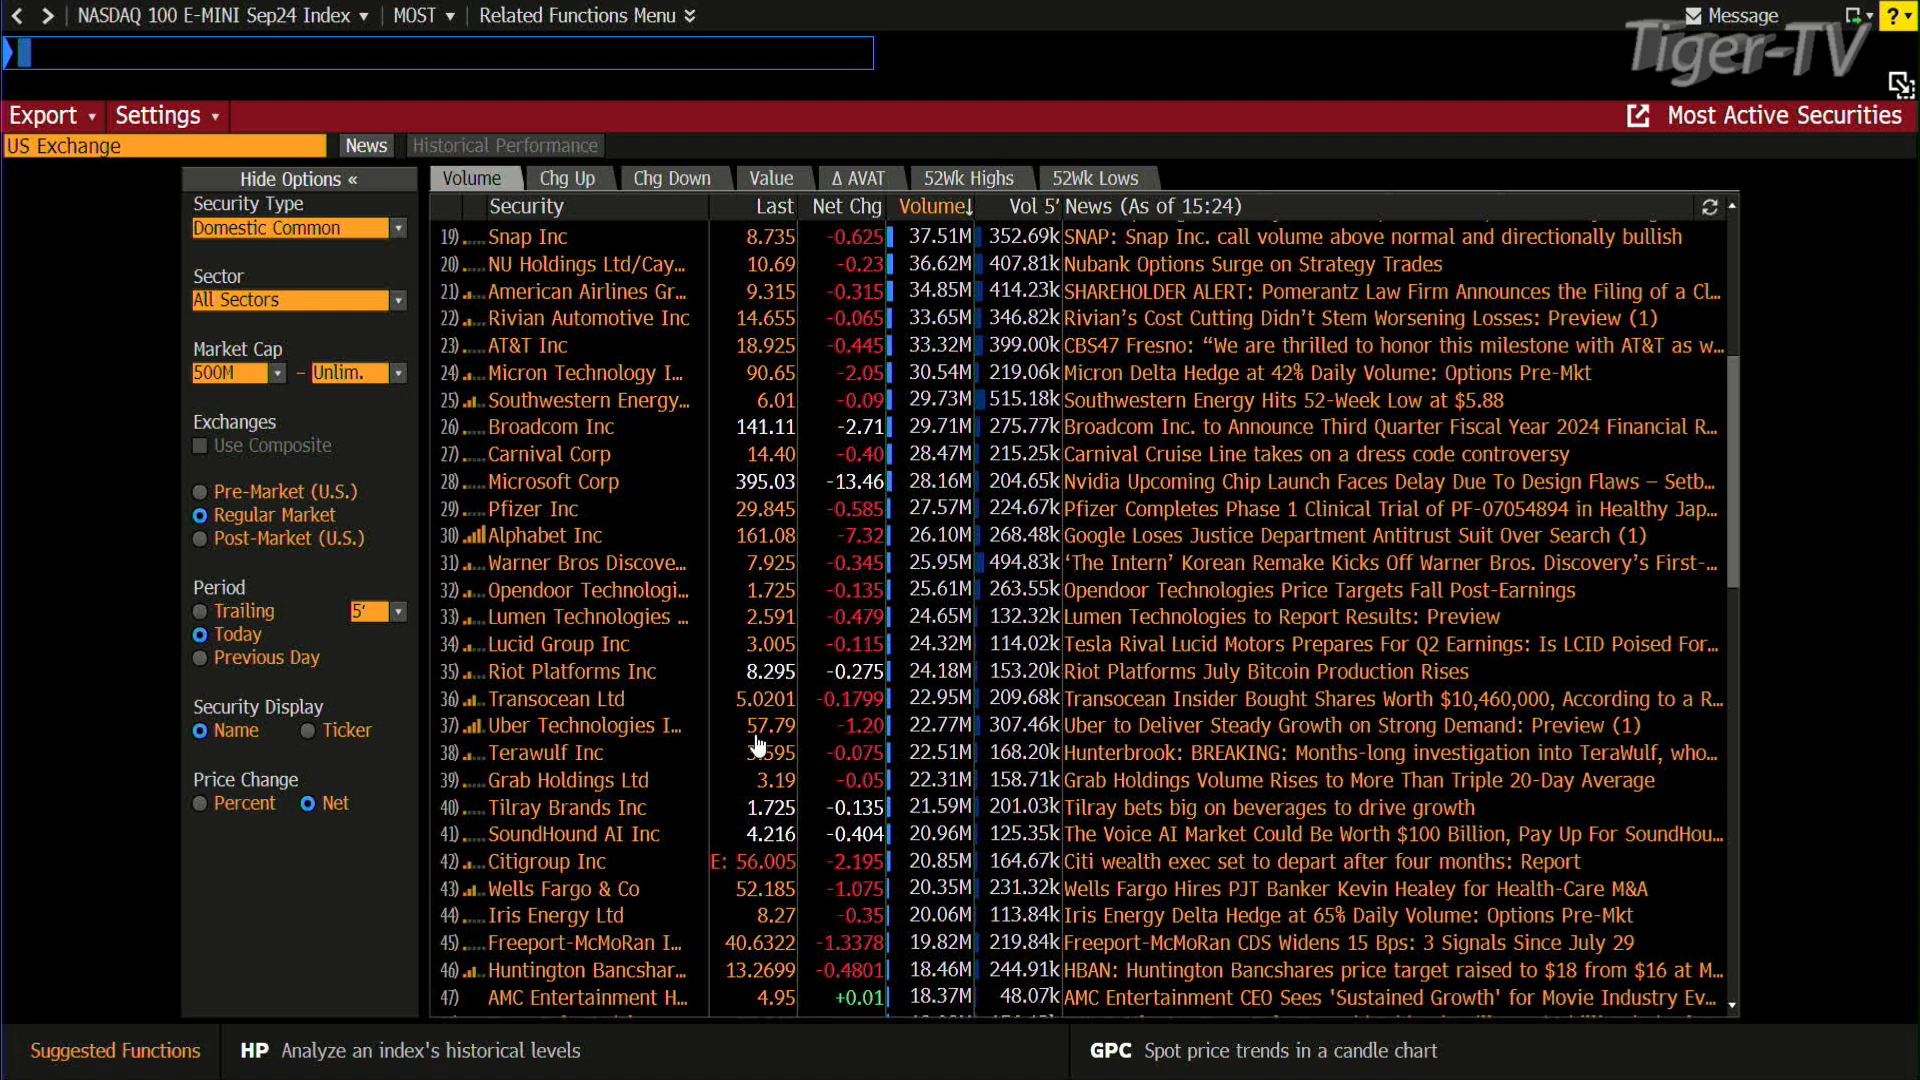 NASDAQ 100 E-MINI Sep24 Index ▾ MOST ▾ Related Functions Menu Message ?
Tiger-TV
Export Settings Most Active Securities
US Exchange News Historical Performance
Hide Options «
Volume Chg Up Chg Down Value Δ AVAT 52Wk Highs 52Wk Lows
Security Type
Domestic Common
Sector
All Sectors
Market Cap
500M – Unlim.
Exchanges
Use Composite
Pre-Market (U.S.)
Regular Market
Post-Market (U.S.)
Period
Trailing 5'
Today
Previous Day
Security Display
Name Ticker
Price Change
Percent Net
Security Last Net Chg Volume↓ Vol 5' News (As of 15:24)
19) Snap Inc 8.735 -0.625 37.51M 352.69k SNAP: Snap Inc. call volume above normal and directionally bullish
20) NU Holdings Ltd/Cay... 10.69 -0.23 36.62M 407.81k Nubank Options Surge on Strategy Trades
21) American Airlines Gr... 9.315 -0.315 34.85M 414.23k SHAREHOLDER ALERT: Pomerantz Law Firm Announces the Filing of a Cl...
22) Rivian Automotive Inc 14.655 -0.065 33.65M 346.82k Rivian's Cost Cutting Didn't Stem Worsening Losses: Preview (1)
23) AT&T Inc 18.925 -0.445 33.32M 399.00k CBS47 Fresno: “We are thrilled to honor this milestone with AT&T as w...
24) Micron Technology I... 90.65 -2.05 30.54M 219.06k Micron Delta Hedge at 42% Daily Volume: Options Pre-Mkt
25) Southwestern Energy... 6.01 -0.09 29.73M 515.18k Southwestern Energy Hits 52-Week Low at $5.88
26) Broadcom Inc 141.11 -2.71 29.71M 275.77k Broadcom Inc. to Announce Third Quarter Fiscal Year 2024 Financial R...
27) Carnival Corp 14.40 -0.40 28.47M 215.25k Carnival Cruise Line takes on a dress code controversy
28) Microsoft Corp 395.03 -13.46 28.16M 204.65k Nvidia Upcoming Chip Launch Faces Delay Due To Design Flaws – Setb...
29) Pfizer Inc 29.845 -0.585 27.57M 224.67k Pfizer Completes Phase 1 Clinical Trial of PF-07054894 in Healthy Jap...
30) Alphabet Inc 161.08 -7.32 26.10M 268.48k Google Loses Justice Department Antitrust Suit Over Search (1)
31) Warner Bros Discove... 7.925 -0.345 25.95M 494.83k ‘The Intern’ Korean Remake Kicks Off Warner Bros. Discovery’s First-...
32) Opendoor Technologi... 1.725 -0.135 25.61M 263.55k Opendoor Technologies Price Targets Fall Post-Earnings
33) Lumen Technologies ... 2.591 -0.479 24.65M 132.32k Lumen Technologies to Report Results: Preview
34) Lucid Group Inc 3.005 -0.115 24.32M 114.02k Tesla Rival Lucid Motors Prepares For Q2 Earnings: Is LCID Poised For...
35) Riot Platforms Inc 8.295 -0.275 24.18M 153.20k Riot Platforms July Bitcoin Production Rises
36) Transocean Ltd 5.0201 -0.1799 22.95M 209.68k Transocean Insider Bought Shares Worth $10,460,000, According to a R...
37) Uber Technologies I... 57.79 -1.20 22.77M 307.46k Uber to Deliver Steady Growth on Strong Demand: Preview (1)
38) Terawulf Inc 3.595 -0.075 22.51M 168.20k Hunterbrook: BREAKING: Months-long investigation into TeraWulf, who...
39) Grab Holdings Ltd 3.19 -0.05 22.31M 158.71k Grab Holdings Volume Rises to More Than Triple 20-Day Average
40) Tilray Brands Inc 1.725 -0.135 21.59M 201.03k Tilray bets big on beverages to drive growth
41) SoundHound AI Inc 4.216 -0.404 20.96M 125.35k The Voice AI Market Could Be Worth $100 Billion, Pay Up For SoundHou...
42) Citigroup Inc E: 56.005 -2.195 20.85M 164.67k Citi wealth exec set to depart after four months: Report
43) Wells Fargo & Co 52.185 -1.075 20.35M 231.32k Wells Fargo Hires PJT Banker Kevin Healey for Health-Care M&A
44) Iris Energy Ltd 8.27 -0.35 20.06M 113.84k Iris Energy Delta Hedge at 65% Daily Volume: Options Pre-Mkt
45) Freeport-McMoRan I... 40.6322 -1.3378 19.82M 219.84k Freeport-McMoRan CDS Widens 15 Bps: 3 Signals Since July 29
46) Huntington Bancshar... 13.2699 -0.4801 18.46M 244.91k HBAN: Huntington Bancshares price target raised to $18 from $16 at M...
47) AMC Entertainment H... 4.95 +0.01 18.37M 48.07k AMC Entertainment CEO Sees 'Sustained Growth' for Movie Industry Ev...
Suggested Functions HP Analyze an index's historical levels GPC Spot price trends in a candle chart